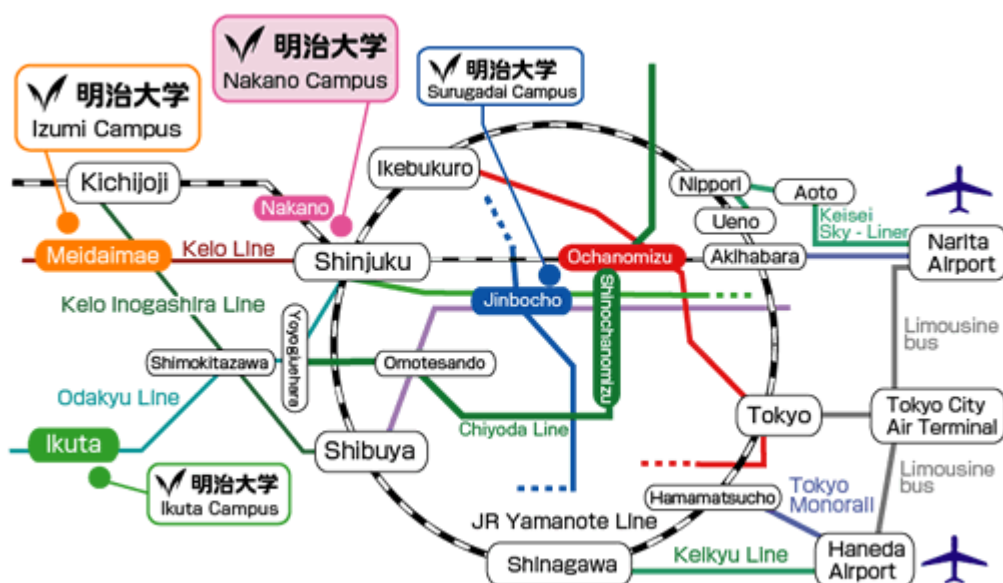 明治大学
Nakano Campus
明治大学
Izumi Campus
明治大学
Surugadai Campus
Ikebukuro
Kichijoji
Nippori
Aoto
Nakano
Ueno
Keisei
Sky - Liner
Meidaimae
Keio Line
Shinjuku
Ochanomizu
Akihabara
Narita
Airport
Jinbocho
Shinochanomizu
Keio Inogashira Line
Yoyogiuehara
Limousine
bus
Shimokitazawa
Omotesando
Odakyu Line
Chiyoda Line
Tokyo
Tokyo City
Air Terminal
Ikuta
Shibuya
Limousine
bus
明治大学
Ikuta Campus
Hamamatsucho
Tokyo
Monorail
JR Yamanote Line
Shinagawa
Keikyu Line
Haneda
Airport